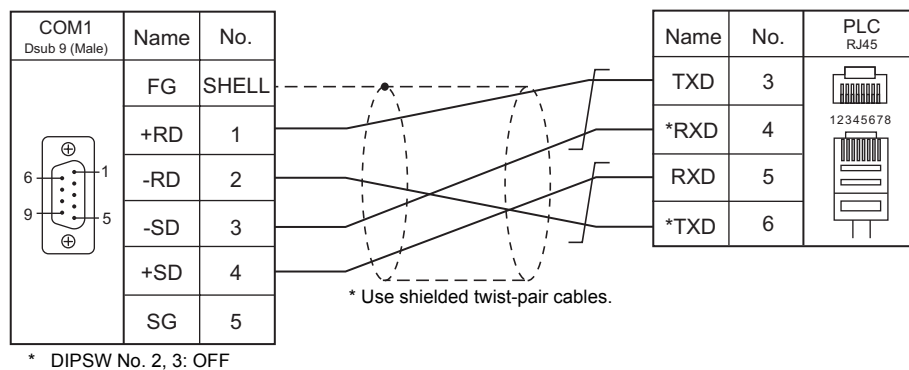 COM1
Dsub 9 (Male)
Name No.
FG SHELL
+RD 1
-RD 2
-SD 3
+SD 4
SG 5
6 1
9 5
* DIPSW No. 2, 3: OFF
* Use shielded twist-pair cables.
Name No.
TXD 3
*RXD 4
RXD 5
*TXD 6
PLC
RJ45
12345678